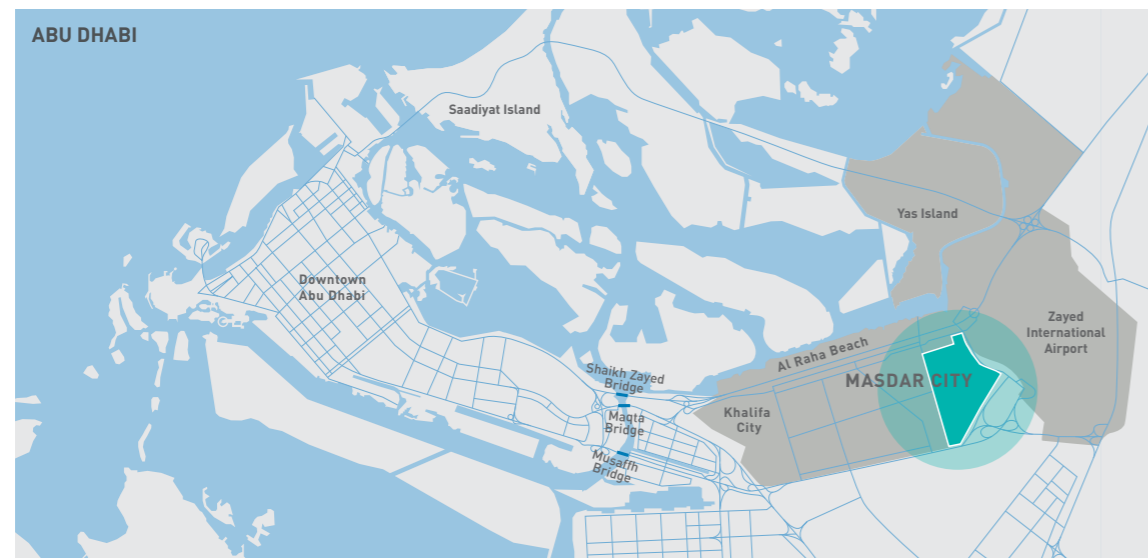 ABU DHABI
Saadiyat Island
Yas Island
Downtown
Abu Dhabi
Zayed
International
Airport
Al Raha Beach
Shaikh Zayed
Bridge
MASDAR CITY
Khalifa
City
Maqta
Bridge
Musaffh
Bridge